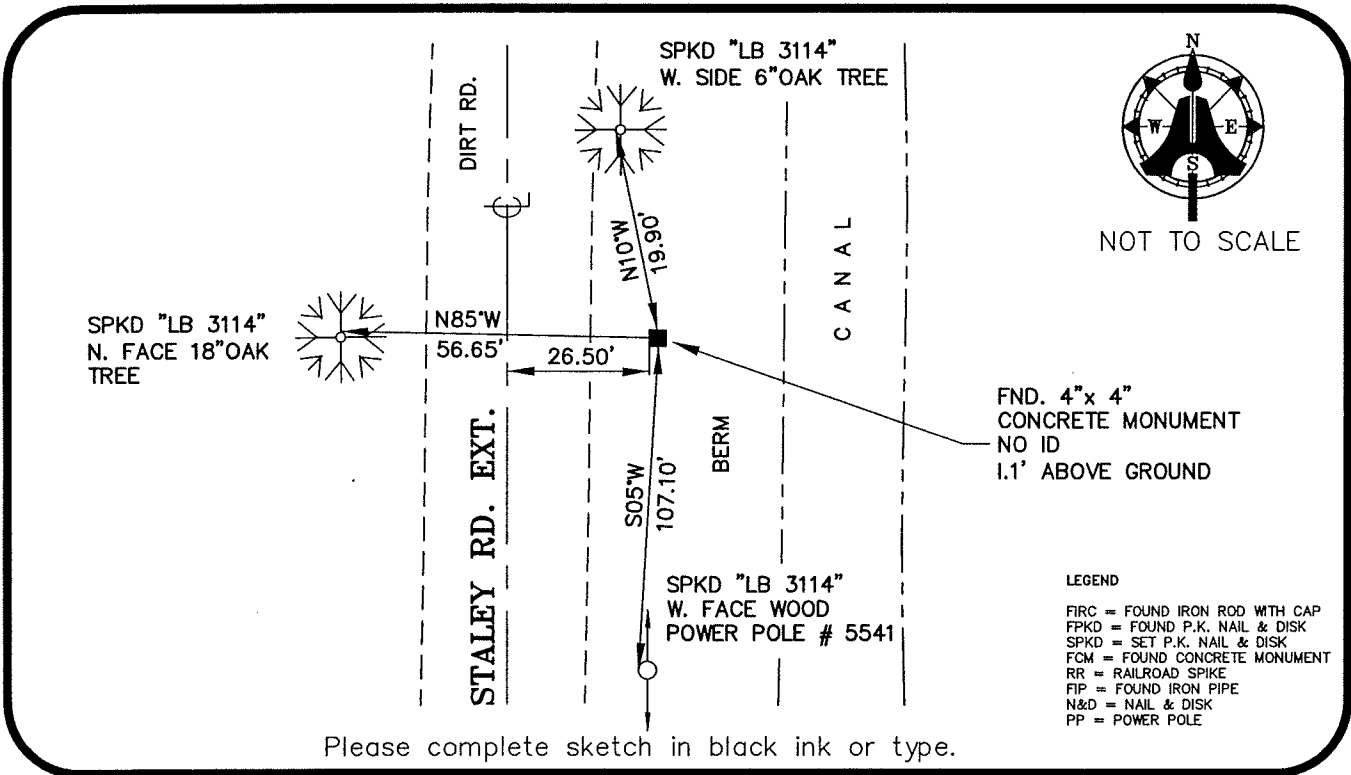 SPKD "LB 3114"
W. SIDE 6"OAK TREE
DIRT RD.
N
W
E
S
NOT TO SCALE
CANAL
N10°W
19.90'
SPKD "LB 3114"
N. FACE 18"OAK
TREE
N85°W
56.65'
26.50'
FND. 4"x 4"
CONCRETE MONUMENT
NO ID
1.1' ABOVE GROUND
BERM
S05°W
107.10'
STALEY RD. EXT.
SPKD "LB 3114"
W. FACE WOOD
POWER POLE # 5541
LEGEND
FIRC = FOUND IRON ROD WITH CAP
FPKD = FOUND P.K. NAIL & DISK
SPKD = SET P.K. NAIL & DISK
FCM = FOUND CONCRETE MONUMENT
RR = RAILROAD SPIKE
FIP = FOUND IRON PIPE
N&D = NAIL & DISK
PP = POWER POLE
Please complete sketch in black ink or type.